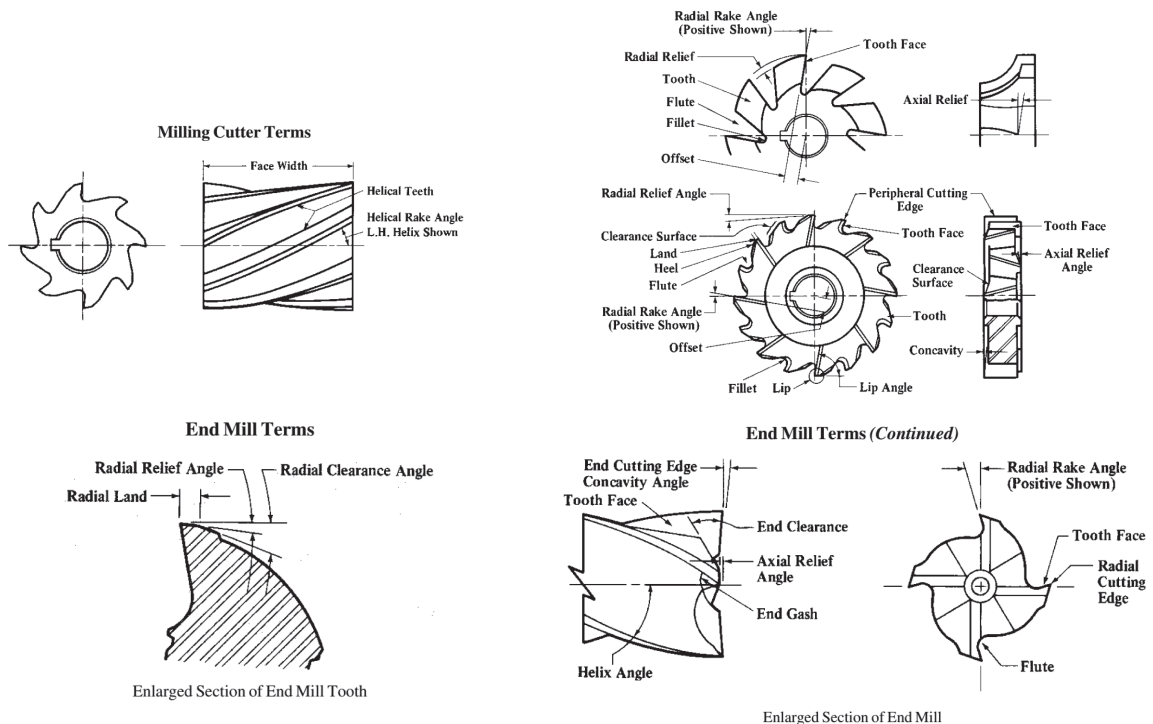 Milling Cutter Terms
Face Width
Helical Teeth
Helical Rake Angle
L.H. Helix Shown
Radial Rake Angle
(Positive Shown)
Tooth Face
Radial Relief
Tooth
Flute
Fillet
Offset
Axial Relief
Radial Relief Angle
Clearance Surface
Land
Heel
Flute
Radial Rake Angle
(Positive Shown)
Offset
Fillet
Lip
Lip Angle
Tooth
Tooth Face
Peripheral Cutting
Edge
Tooth Face
Axial Relief
Angle
Clearance
Surface
Concavity
End Mill Terms
Radial Relief Angle
Radial Clearance Angle
Radial Land
Enlarged Section of End Mill Tooth
End Mill Terms (Continued)
End Cutting Edge
Concavity Angle
Tooth Face
End Clearance
Axial Relief
Angle
End Gash
Helix Angle
Radial Rake Angle
(Positive Shown)
Tooth Face
Radial
Cutting
Edge
Flute
Enlarged Section of End Mill